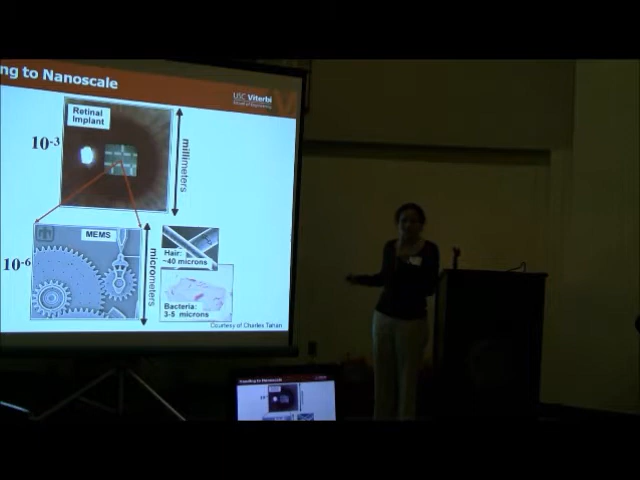 ng to Nanoscale
USC Viterbi
Retinal
Implant
10-3
millimeters
MEMS
10-6
micrometers
Hair:
~40 microns
Bacteria:
3-5 microns
Courtesy of Charles Tahan